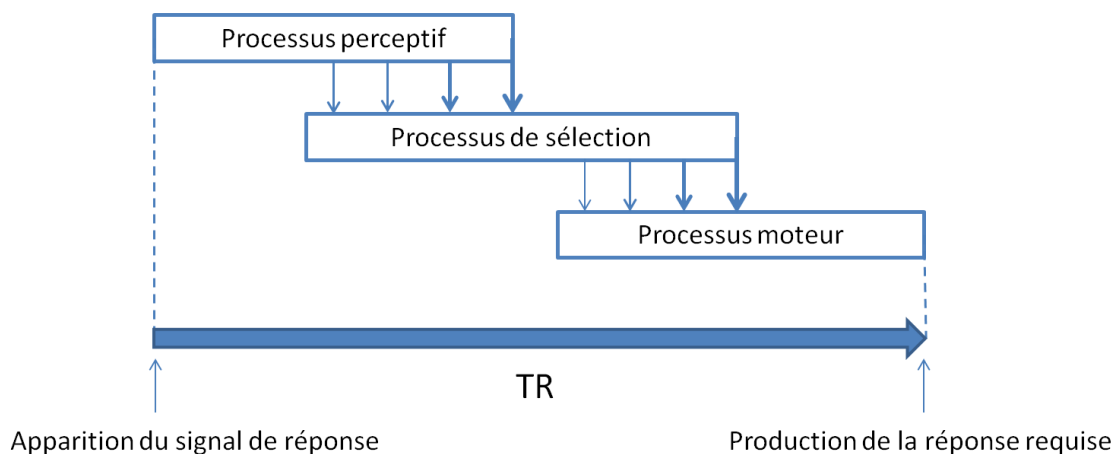 Processus perceptif
Processus de sélection
Processus moteur
TR
Apparition du signal de réponse
Production de la réponse requise